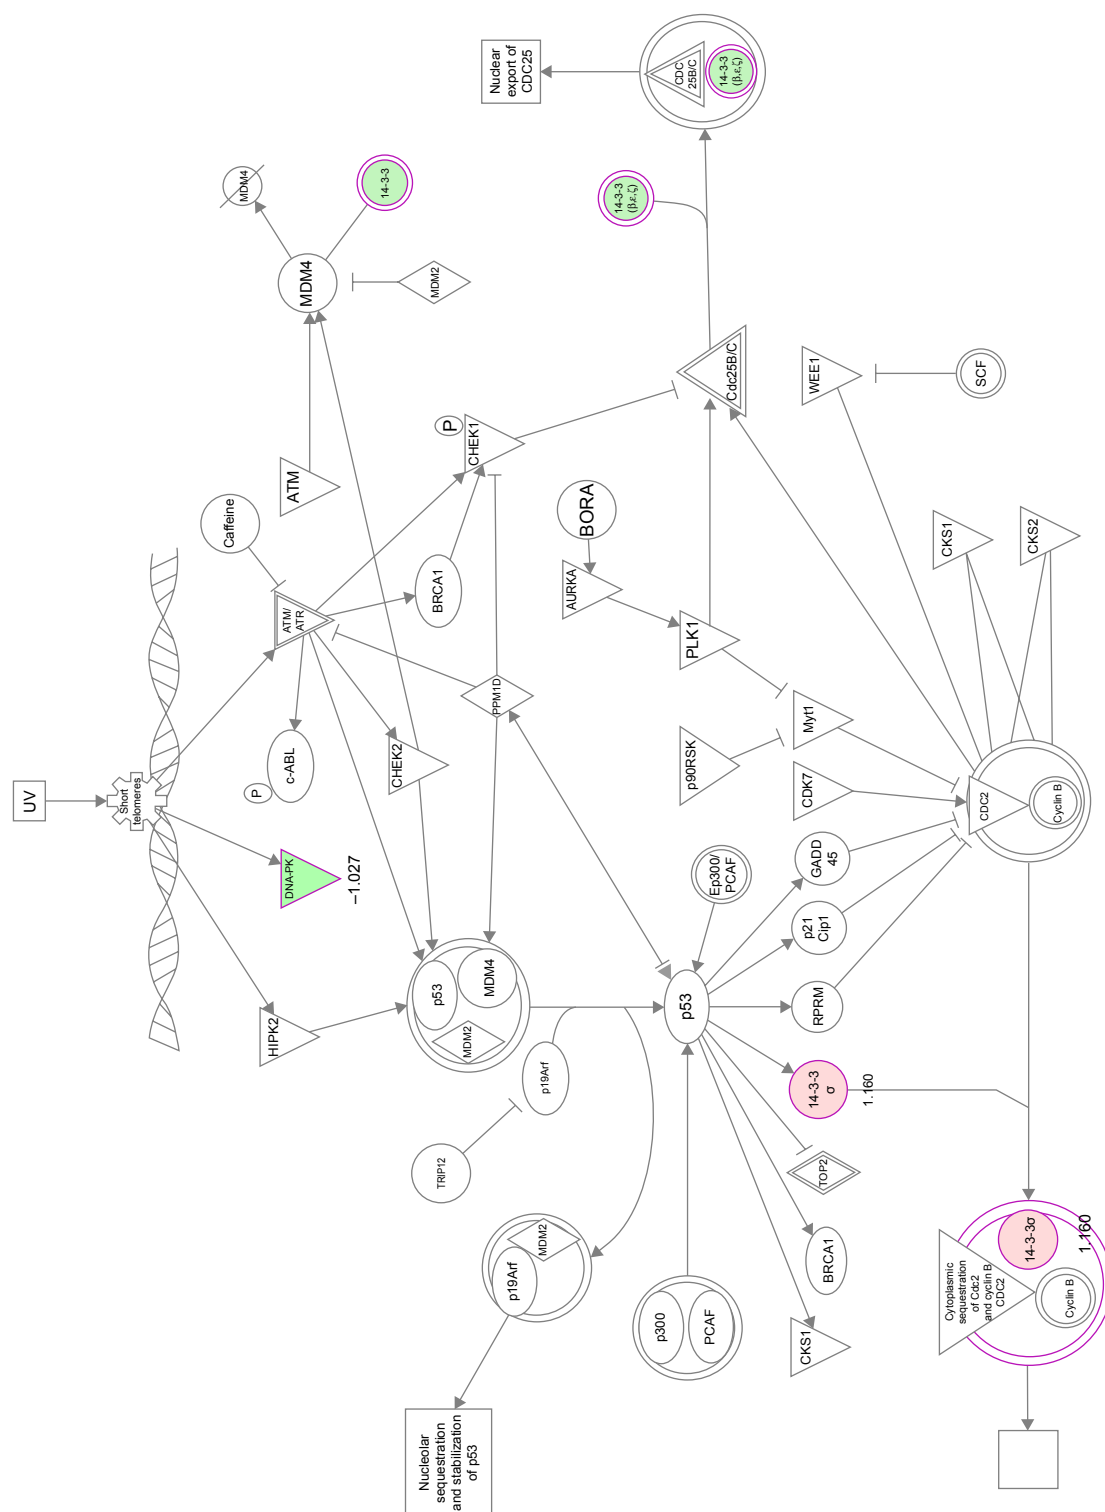 UV
Short
telomeres
DNA-PK
–1.027
HIPK2
P
c-ABL
ATM/
ATR
Caffeine
ATM
MDM4
MDM4
14-3-3
MDM2
Nuclear
export of
CDC25
CDC
25B/C
14-3-3
(β,ε,ζ)
14-3-3
(β,ε,ζ)
P
CHEK1
BRCA1
CHEK2
PPM1D
p53
MDM4
MDM2
p19Arf
TRIP12
p19Arf
MDM2
Nucleolar
sequestration
and stabilization
of p53
BORA
AURKA
PLK1
Cdc25B/C
WEE1
SCF
p90RSK
Myt1
CDK7
CKS1
CKS2
Ep300/
PCAF
p53
GADD
45
p21
Cip1
RPRM
14-3-3
σ
1.160
TOP2
BRCA1
CKS1
p300
PCAF
CDC2
Cyclin B
Cytoplasmic
sequestration
of Cdc2
and cyclin B
CDC2
14-3-3σ
1.160
Cyclin B